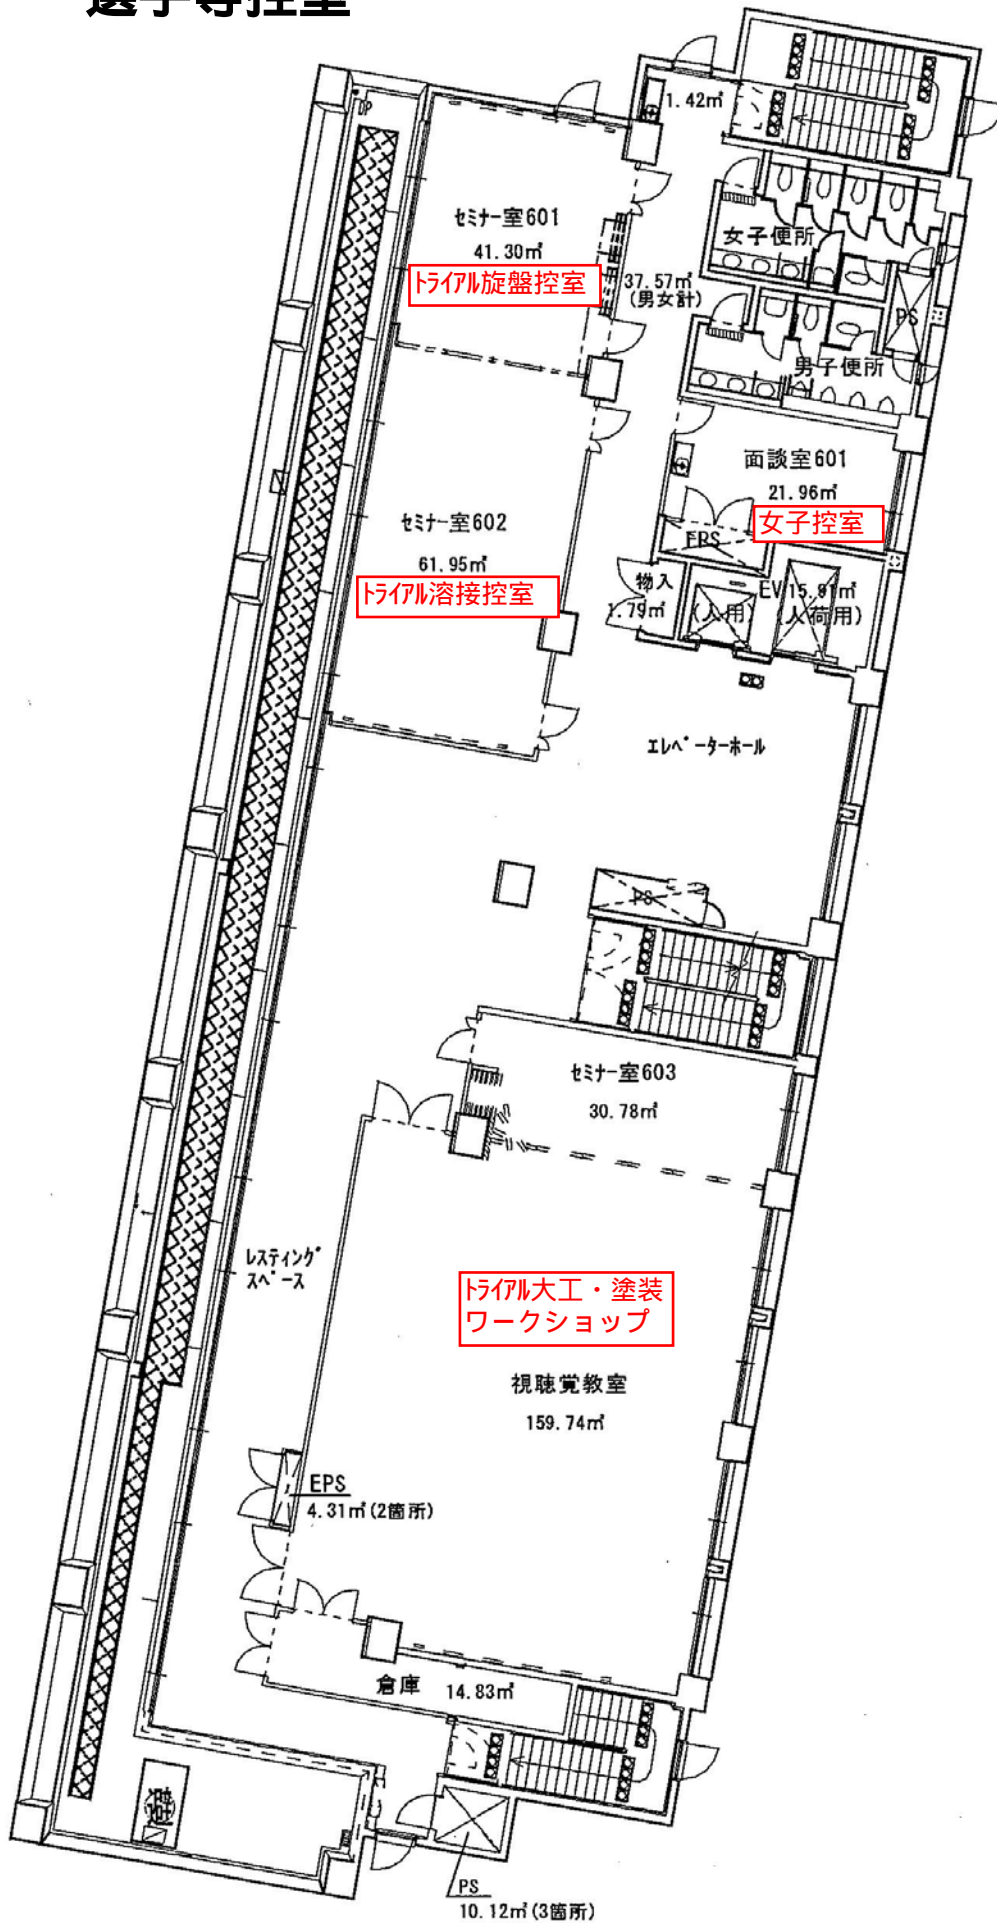 選手等控室
1.42㎡
DP
セミナー室601
41.30㎡
トライアル旋盤控室
女子便所
37.57㎡
(男女計)
PS
男子便所
面談室601
21.96㎡
女子控室
セミナー室602
61.95㎡
トライアル溶接控室
EPS
物入
1.79㎡
EV15.91㎡
(人用)
(人荷用)
エレベーターホール
PS
セミナー室603
30.78㎡
レスティング
スペース
トライアル大工・塗装
ワークショップ
視聴覚教室
159.74㎡
EPS
4.31㎡(2箇所)
倉庫 14.83㎡
PS
10.12㎡(3箇所)